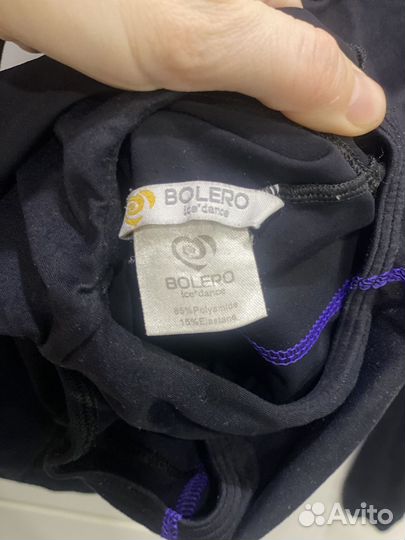 BOLERO
ice*dance
BOLERO
ice*dance
85% Polyamide
15% Elastane
Avito